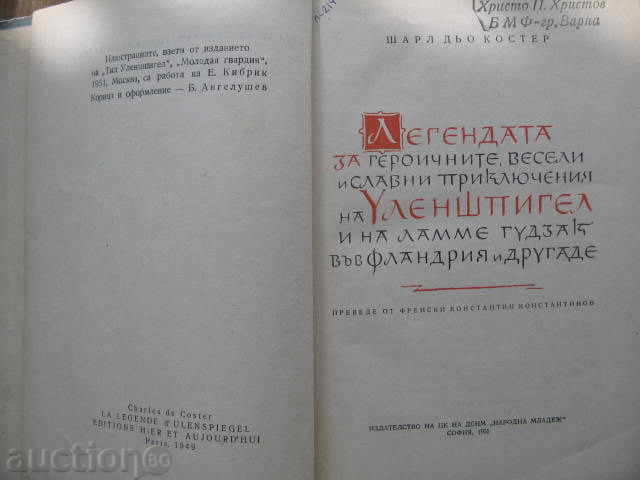 Илюстрациите, взети от изданието
на „Тил Уленшпигел", „Молодая гвардия",
1951, Москва, са работа на Е. Кибрик
Корица и оформление — Б. Ангелушев
Charles de Coster
LA LEGENDE d'ULENSPIEGEL
EDITIONS HIER ET AUJOURD'HUI
Paris, 1949
auction.bg
Л-214
Христо П. Христов
БМФ-гр. Варна
ШАРЛ ДЬО КОСТЕР
ЛЕГЕНДАТА
ЗА ГЕРОИЧНИТЕ, ВЕСЕЛИ
И СЛАВНИ ПРИКЛЮЧЕНИЯ
НА УЛЕНШПИГЕЛ
И НА ЛАММЕ ГУДЗАК
ВЪВ ФЛАНДРИЯ И ДРУГАДЕ
ПРЕВЕДЕ ОТ ФРЕНСКИ КОНСТАНТИН КОНСТАНТИНОВ
ИЗДАТЕЛСТВО НА ЦК НА ДСНМ „НАРОДНА МЛАДЕЖ"
СОФИЯ,